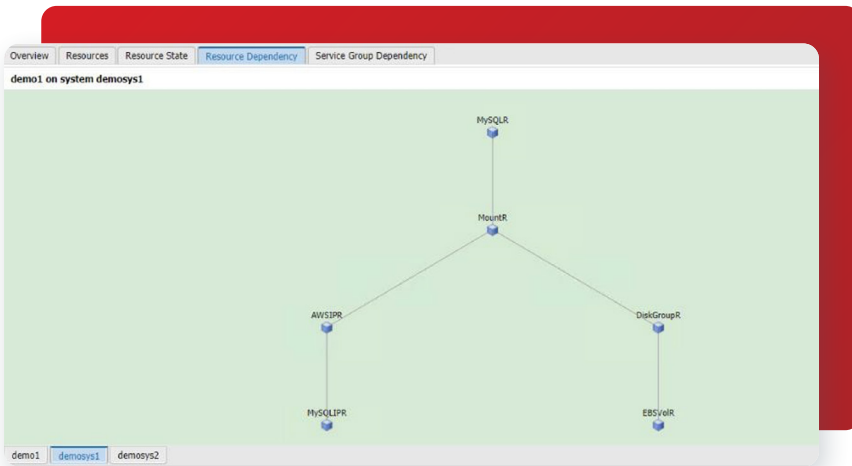 Overview Resources Resource State Resource Dependency Service Group Dependency
demo1 on system demosys1
MySQLR
MountR
AWSIPR DiskGroupR
MySQLIPR EBSVolR
demo1 demosys1 demosys2